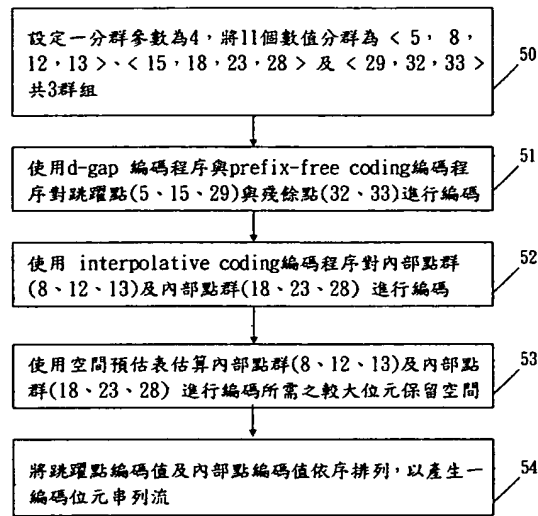 設定一分群參數為4，將11個數值分群為 < 5， 8，
12，13 >、< 15，18，23，28 > 及 < 29，32，33 >
共3群組
50
使用d-gap 編碼程序與prefix-free coding編碼程
序對跳躍點(5、15、29)與殘餘點(32、33)進行編碼
51
使用 interpolative coding編碼程序對內部點群
(8、12、13)及內部點群(18、23、28) 進行編碼
52
使用空間預估表估算內部點群(8、12、13)及內部點
群(18、23、28) 進行編碼所需之較大位元保留空間
53
將跳躍點編碼值及內部點編碼值依序排列，以產生一
編碼位元串列流
54